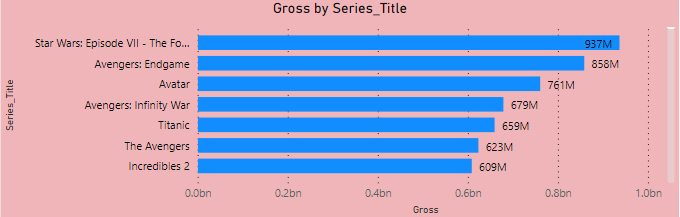 Gross by Series_Title
Series_Title
Star Wars: Episode VII - The Fo... 937M
Avengers: Endgame 858M
Avatar 761M
Avengers: Infinity War 679M
Titanic 659M
The Avengers 623M
Incredibles 2 609M
0.0bn 0.2bn 0.4bn 0.6bn 0.8bn 1.0bn
Gross